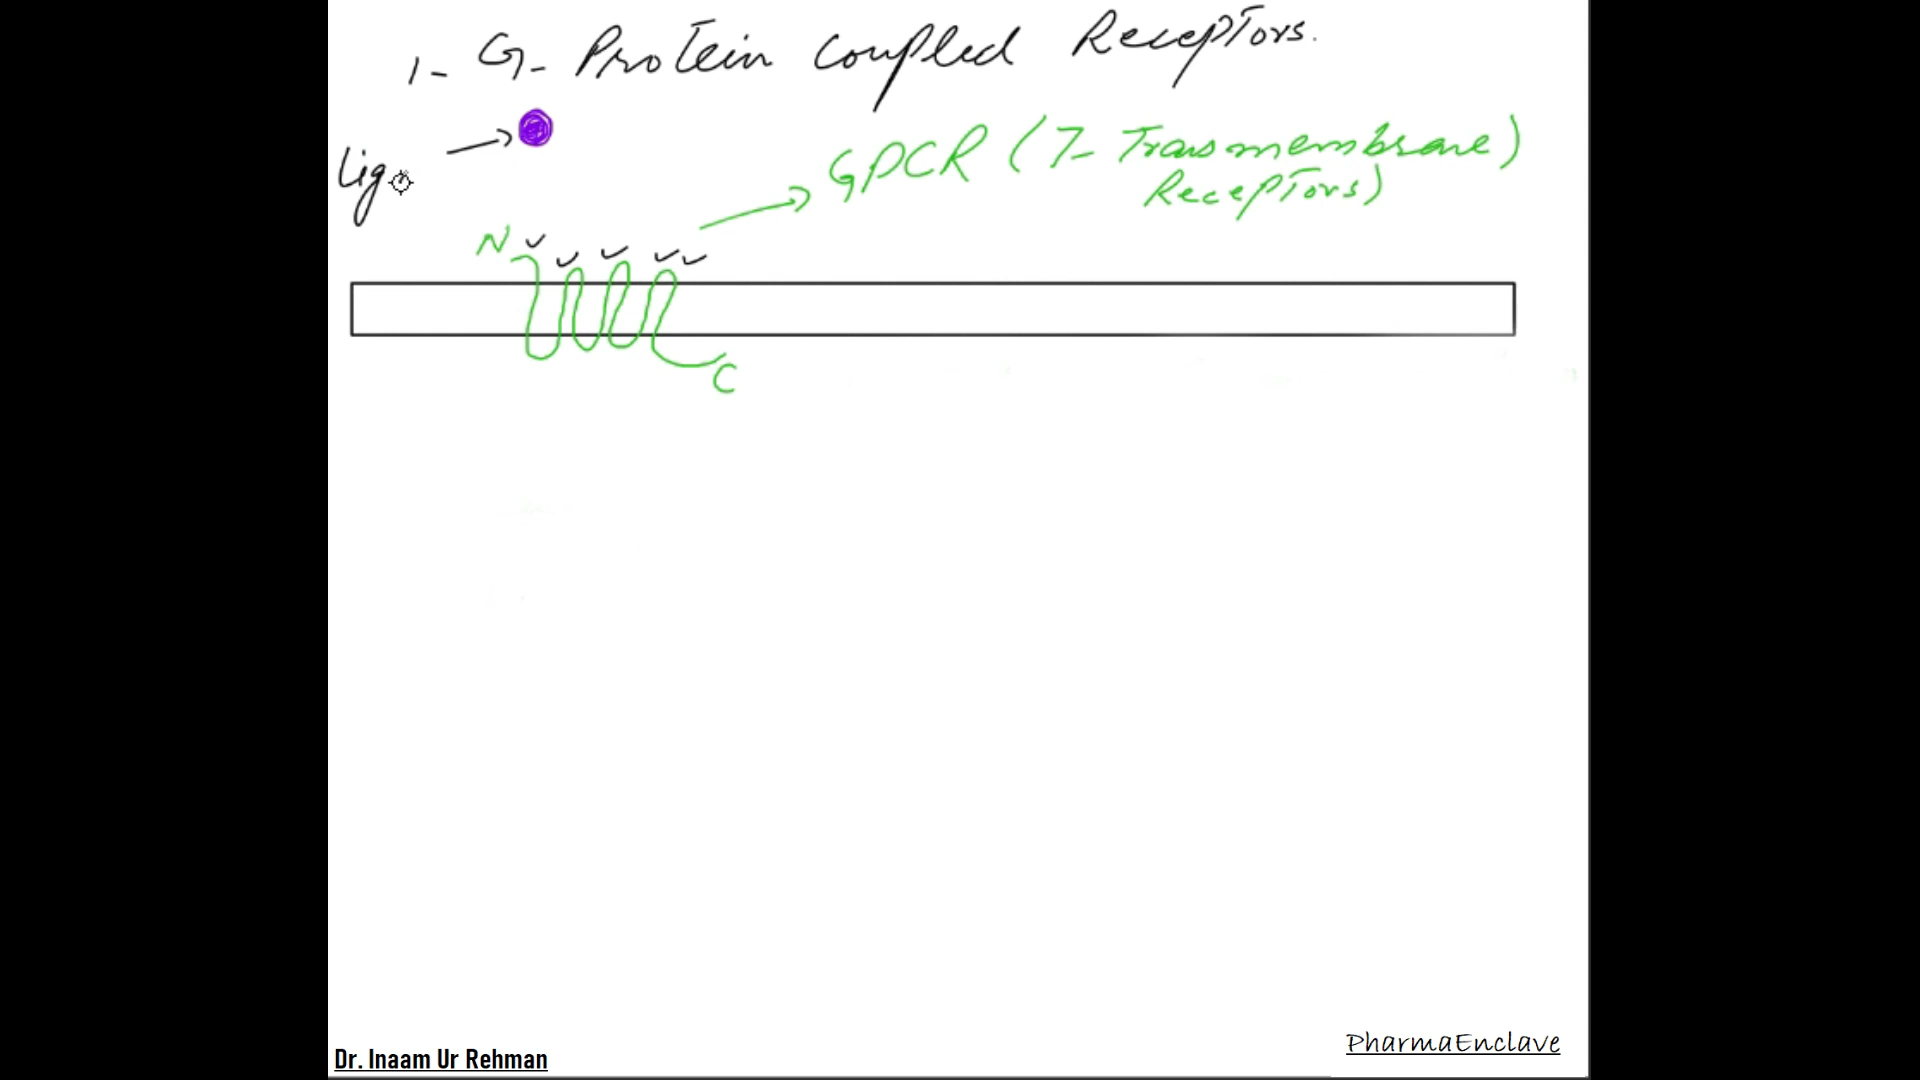 1- G- Protein Coupled Receptors.
GPCR (7- Transmembrane)
Receptors)
Lig
N
C
Dr. Inaam Ur Rehman
PharmaEnclave